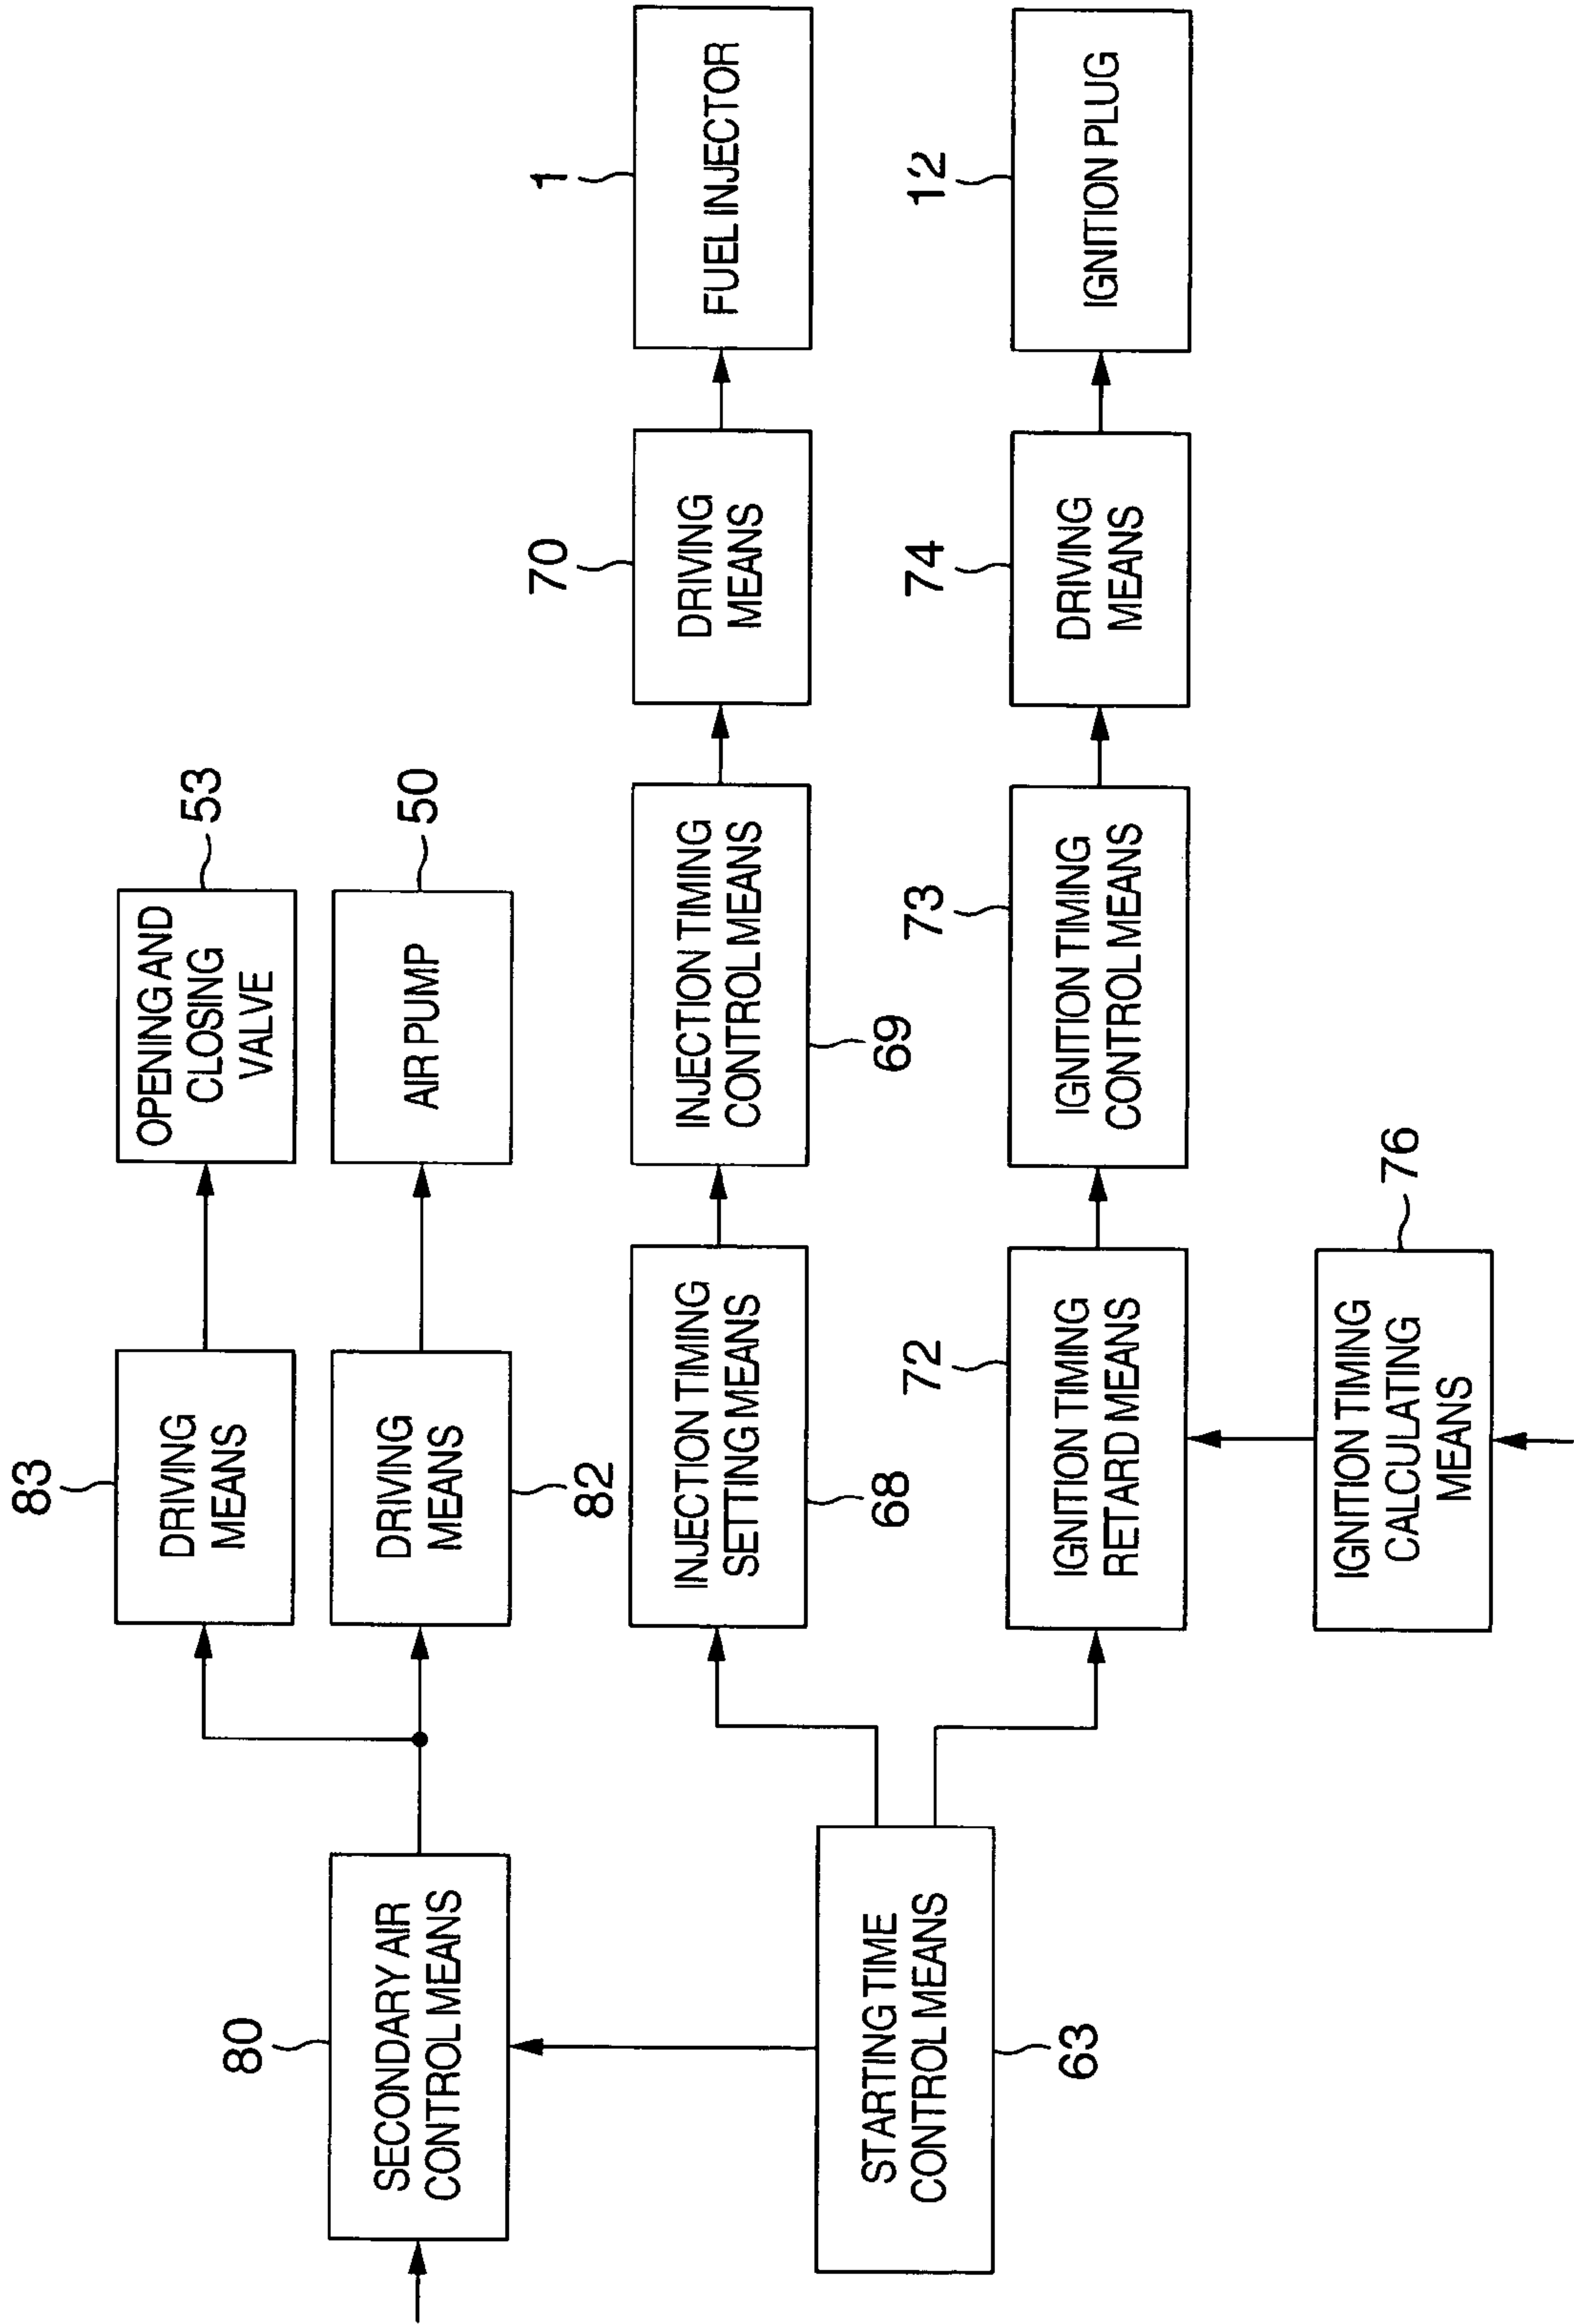 83
DRIVING
MEANS
53
OPENING AND
CLOSING
VALVE
80
SECONDARY AIR
CONTROL MEANS
DRIVING
MEANS
82
50
AIR PUMP
INJECTION TIMING
SETTING MEANS
68
INJECTION TIMING
CONTROL MEANS
69
70
DRIVING
MEANS
1
FUEL INJECTOR
STARTING TIME
CONTROL MEANS
63
72
IGNITION TIMING
RETARD MEANS
73
IGNITION TIMING
CONTROL MEANS
74
DRIVING
MEANS
12
IGNITION PLUG
76
IGNITION TIMING
CALCULATING
MEANS